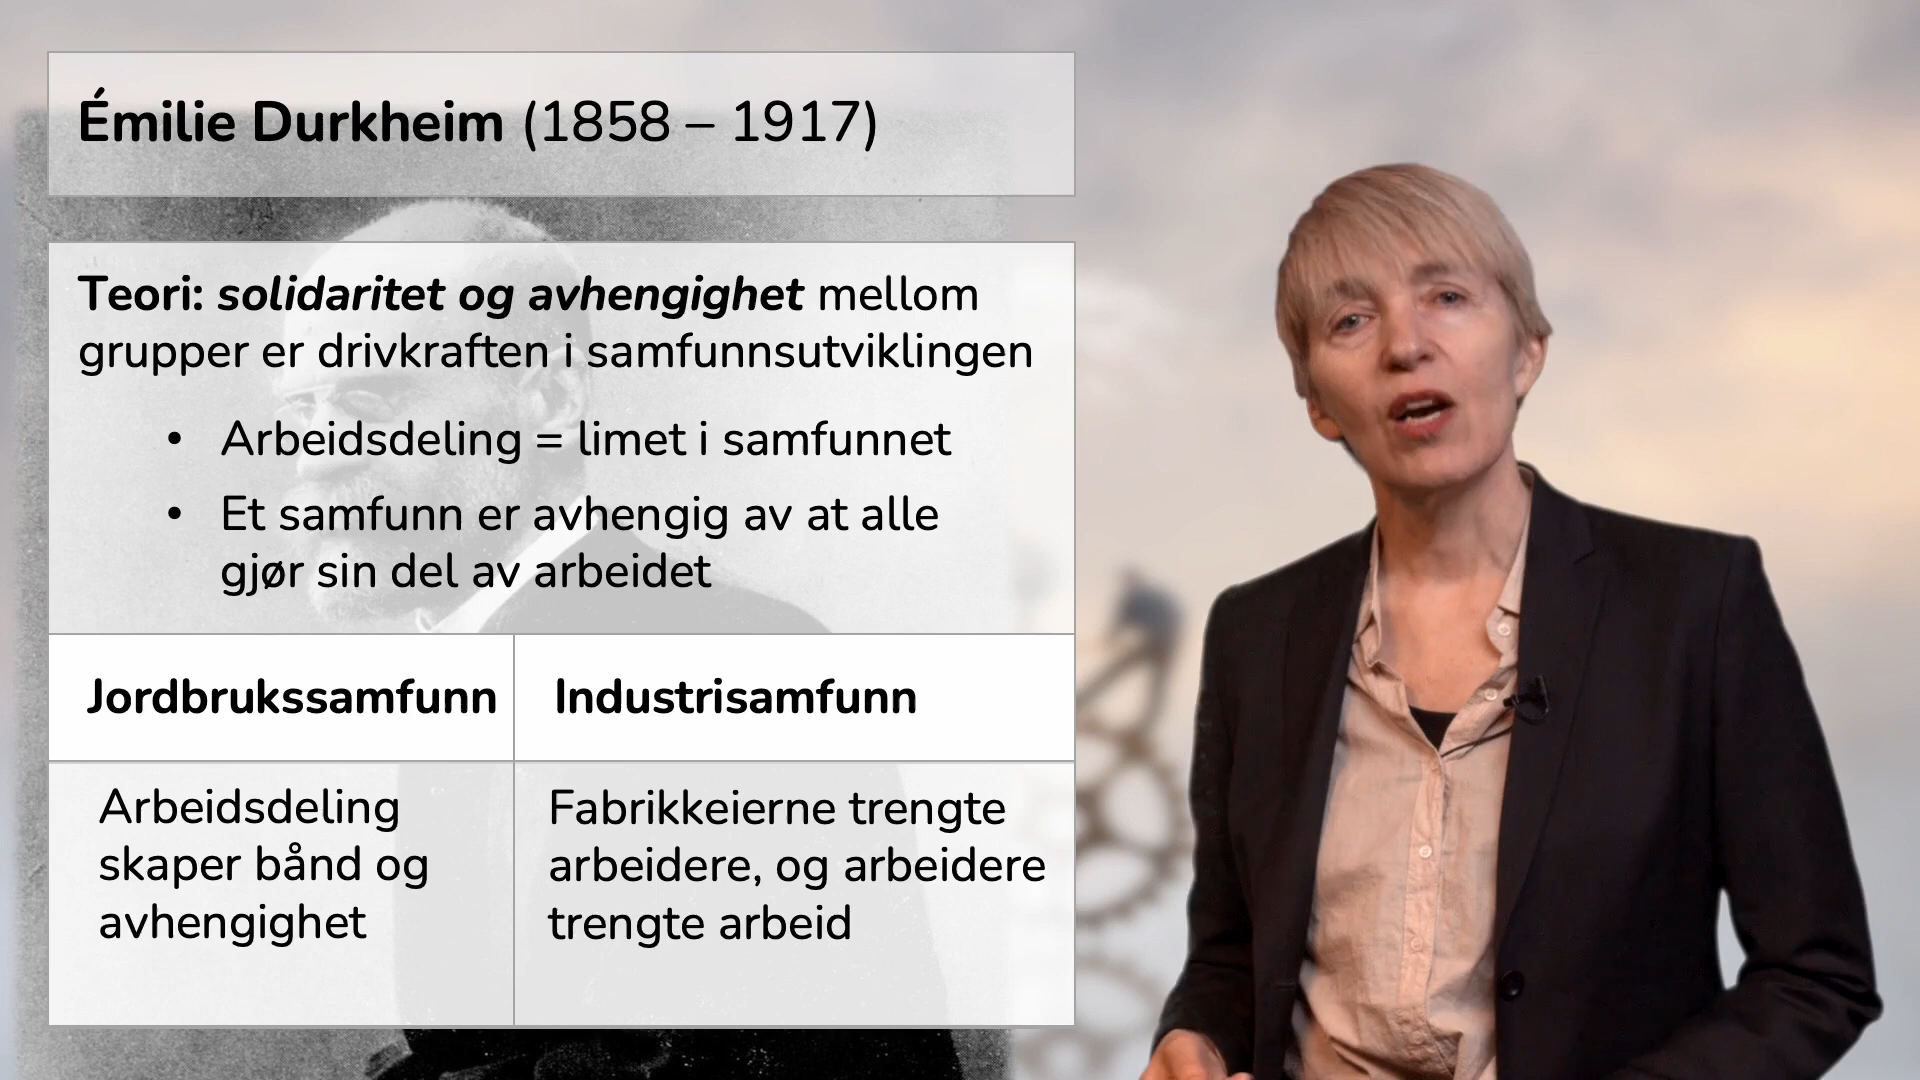 Émilie Durkheim (1858 – 1917)
Teori: solidaritet og avhengighet mellom
grupper er drivkraften i samfunnsutviklingen
• Arbeidsdeling = limet i samfunnet
• Et samfunn er avhengig av at alle
gjør sin del av arbeidet
Jordbrukssamfunn
Industrisamfunn
Arbeidsdeling
skaper bånd og
avhengighet
Fabrikkeierne trengte
arbeidere, og arbeidere
trengte arbeid